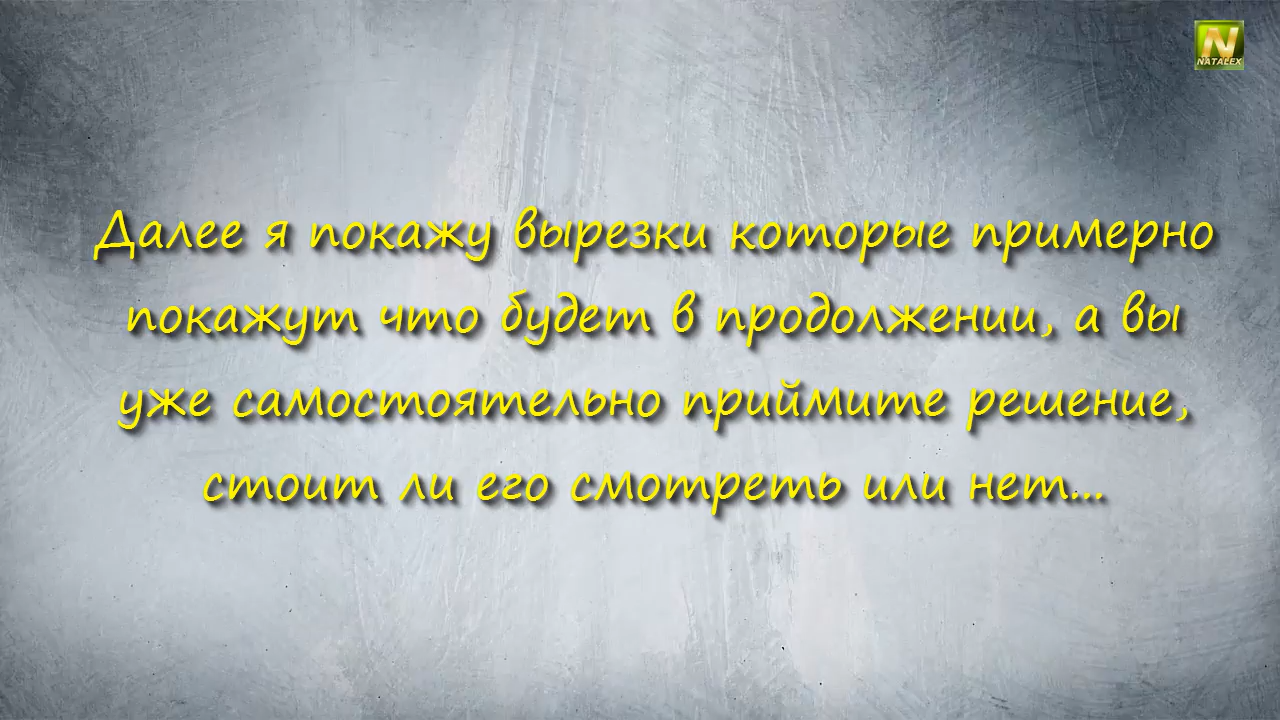 NATALEX
Далее я покажу вырезки которые примерно
покажут что будет в продолжении, а вы
уже самостоятельно приймите решение,
стоит ли его смотреть или нет...